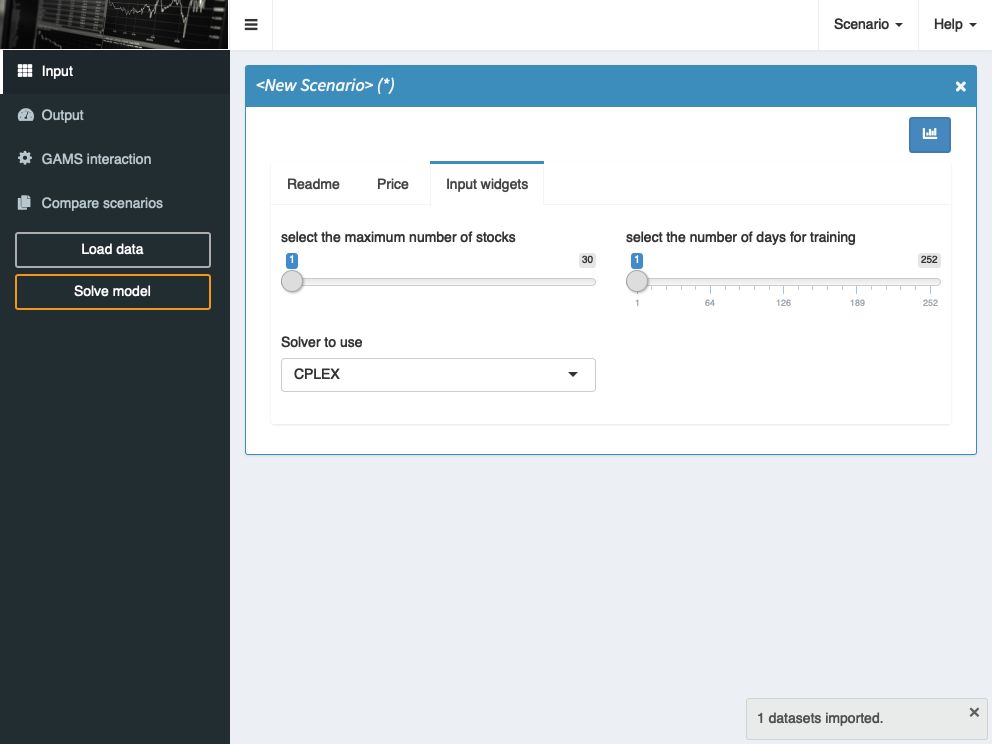 Scenario
Help
Input
Output
GAMS interaction
Compare scenarios
Load data
Solve model
<New Scenario> (*)
Readme
Price
Input widgets
select the maximum number of stocks
1
30
select the number of days for training
1
252
1
64
126
189
252
Solver to use
CPLEX
1 datasets imported.